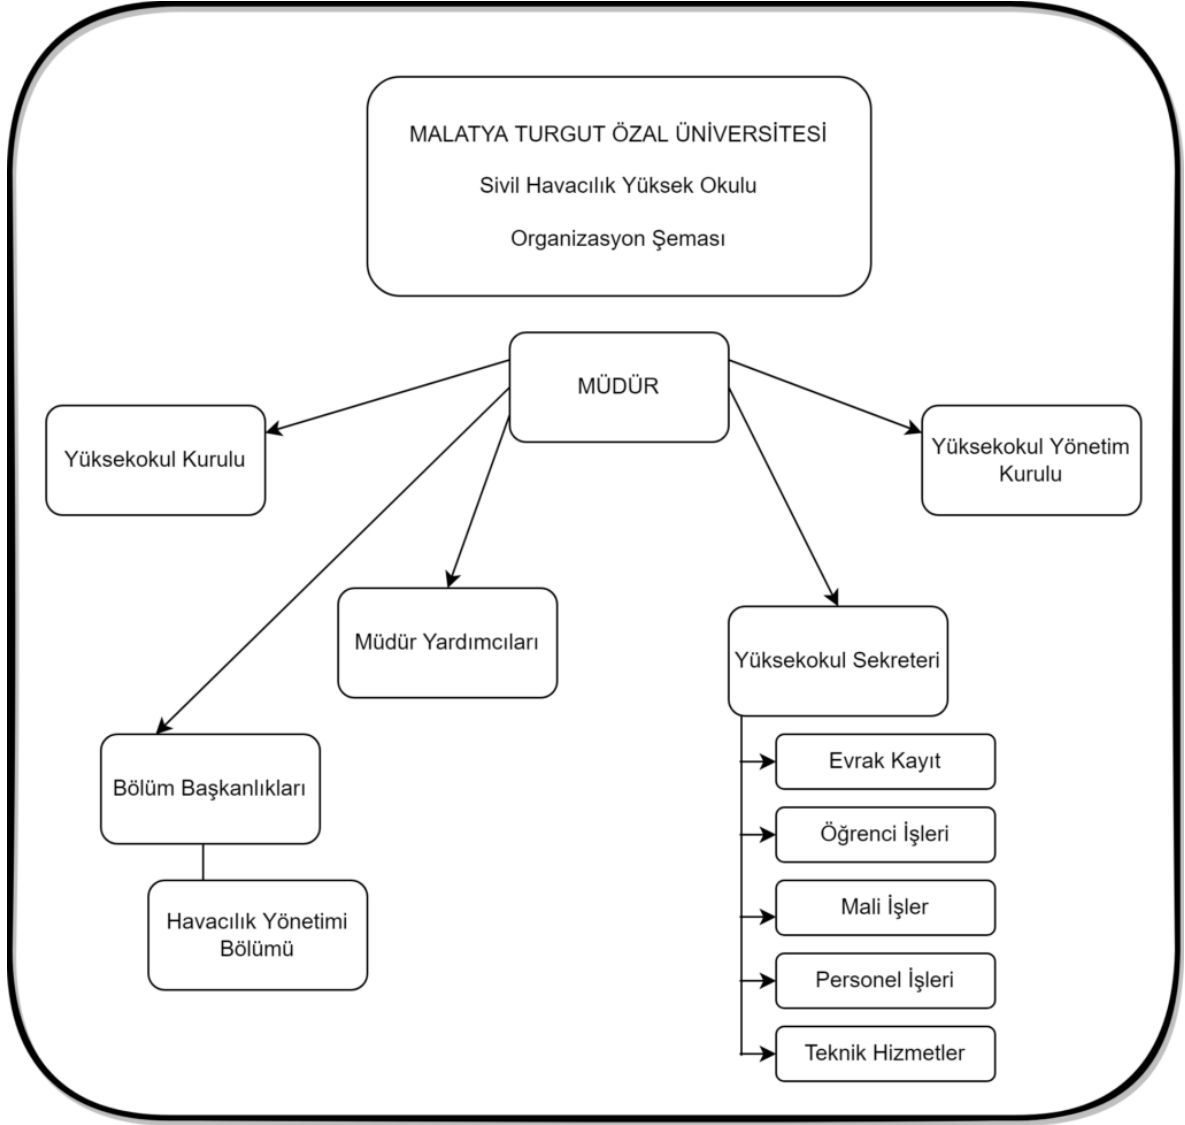 MALATYA TURGUT ÖZAL ÜNİVERSİTESİ
Sivil Havacılık Yüksek Okulu
Organizasyon Şeması
MÜDÜR
Yüksekokul Kurulu
Yüksekokul Yönetim
Kurulu
Müdür Yardımcıları
Yüksekokul Sekreteri
Bölüm Başkanlıkları
Havacılık Yönetimi
Bölümü
Evrak Kayıt
Öğrenci İşleri
Mali İşler
Personel İşleri
Teknik Hizmetler